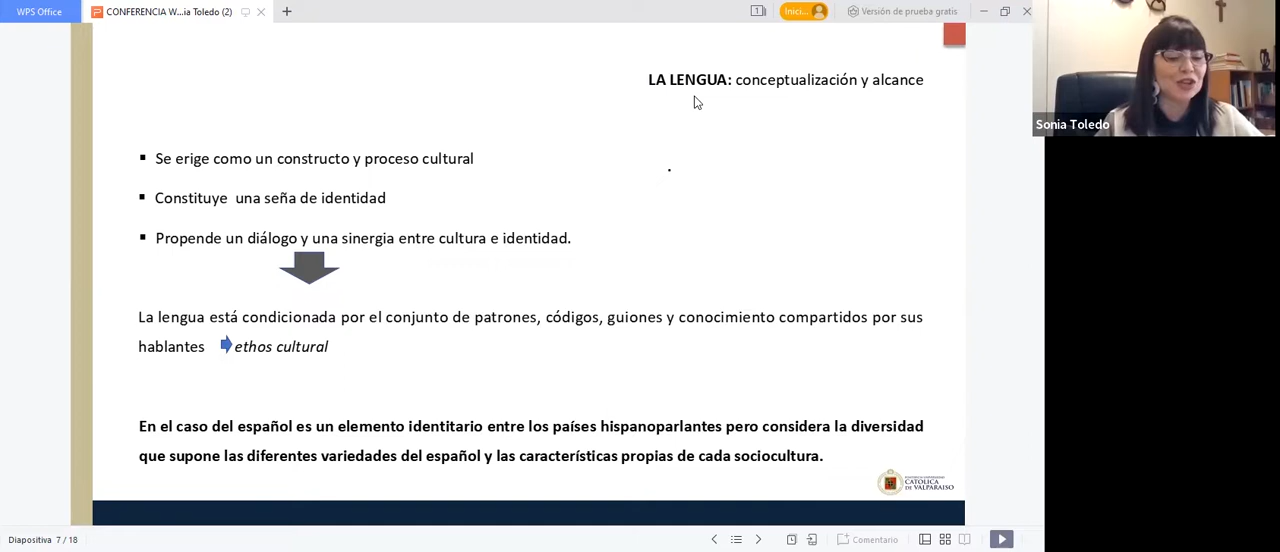 WPS Office
CONFERENCIA W...ia Toledo (2)
1
Inici...
Versión de prueba gratis
LA LENGUA: conceptualización y alcance
Sonia Toledo
▪ Se erige como un constructo y proceso cultural
▪ Constituye una seña de identidad
▪ Propende un diálogo y una sinergia entre cultura e identidad.
La lengua está condicionada por el conjunto de patrones, códigos, guiones y conocimiento compartidos por sus
hablantes ethos cultural
En el caso del español es un elemento identitario entre los países hispanoparlantes pero considera la diversidad
que supone las diferentes variedades del español y las características propias de cada sociocultura.
CATOLICA
DE VALPARAISO
Diapositiva 7 / 18
Comentario